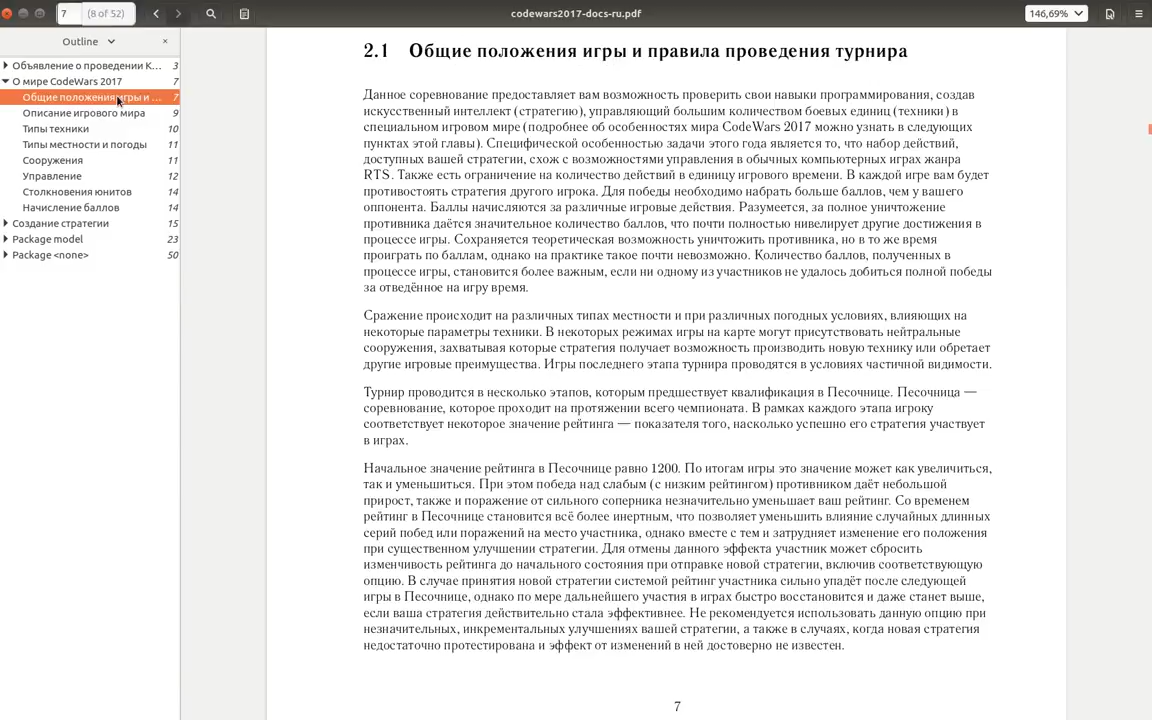 7
(8 of 52)
codewars2017-docs-ru.pdf
146,69%
Outline
Объявление о проведении К... 3
О мире CodeWars 2017 7
Общие положения игры и ... 7
Описание игрового мира 9
Типы техники 10
Типы местности и погоды 11
Сооружения 11
Управление 12
Столкновения юнитов 14
Начисление баллов 14
Создание стратегии 15
Package model 23
Package <none> 50
2.1 Общие положения игры и правила проведения турнира
Данное соревнование предоставляет вам возможность проверить свои навыки программирования, создав
искусственный интеллект (стратегию), управляющий большим количеством боевых единиц (техники) в
специальном игровом мире (подробнее об особенностях мира CodeWars 2017 можно узнать в следующих
пунктах этой главы). Специфической особенностью задачи этого года является то, что набор действий,
доступных вашей стратегии, схож с возможностями управления в обычных компьютерных играх жанра
RTS. Также есть ограничение на количество действий в единицу игрового времени. В каждой игре вам будет
противостоять стратегия другого игрока. Для победы необходимо набрать больше баллов, чем у вашего
оппонента. Баллы начисляются за различные игровые действия. Разумеется, за полное уничтожение
противника даётся значительное количество баллов, что почти полностью нивелирует другие достижения в
процессе игры. Сохраняется теоретическая возможность уничтожить противника, но в то же время
проиграть по баллам, однако на практике такое почти невозможно. Количество баллов, полученных в
процессе игры, становится более важным, если ни одному из участников не удалось добиться полной победы
за отведённое на игру время.
Сражение происходит на различных типах местности и при различных погодных условиях, влияющих на
некоторые параметры техники. В некоторых режимах игры на карте могут присутствовать нейтральные
сооружения, захватывая которые стратегия получает возможность производить новую технику или обретает
другие игровые преимущества. Игры последнего этапа турнира проводятся в условиях частичной видимости.
Турнир проводится в несколько этапов, которым предшествует квалификация в Песочнице. Песочница —
соревнование, которое проходит на протяжении всего чемпионата. В рамках каждого этапа игроку
соответствует некоторое значение рейтинга — показателя того, насколько успешно его стратегия участвует
в играх.
Начальное значение рейтинга в Песочнице равно 1200. По итогам игры это значение может как увеличиться,
так и уменьшиться. При этом победа над слабым (с низким рейтингом) противником даёт небольшой
прирост, также и поражение от сильного соперника незначительно уменьшает ваш рейтинг. Со временем
рейтинг в Песочнице становится всё более инертным, что позволяет уменьшить влияние случайных длинных
серий побед или поражений на место участника, однако вместе с тем и затрудняет изменение его положения
при существенном улучшении стратегии. Для отмены данного эффекта участник может сбросить
изменчивость рейтинга до начального состояния при отправке новой стратегии, включив соответствующую
опцию. В случае принятия новой стратегии системой рейтинг участника сильно упадёт после следующей
игры в Песочнице, однако по мере дальнейшего участия в играх быстро восстановится и даже станет выше,
если ваша стратегия действительно стала эффективнее. Не рекомендуется использовать данную опцию при
незначительных, инкрементальных улучшениях вашей стратегии, а также в случаях, когда новая стратегия
недостаточно протестирована и эффект от изменений в ней достоверно не известен.
7